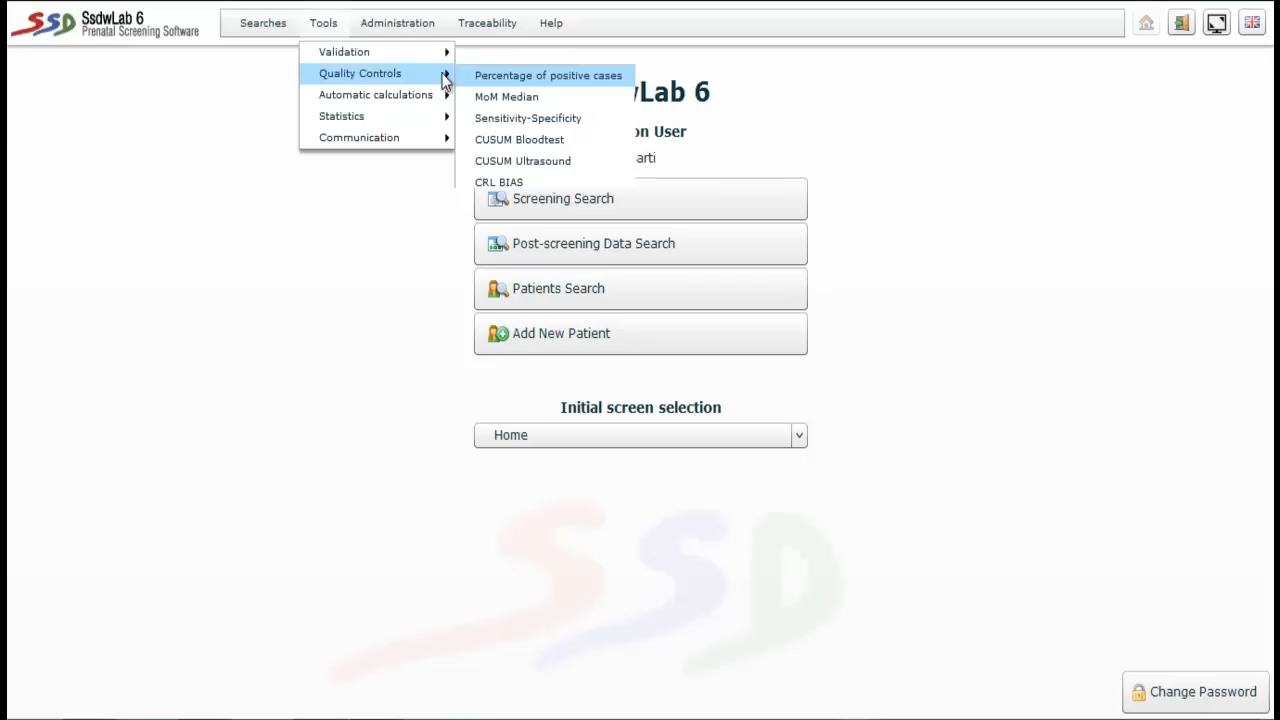 SSD SsdwLab 6
Prenatal Screening Software
Searches Tools Administration Traceability Help
Validation
Quality Controls
Automatic calculations
Statistics
Communication
Percentage of positive cases
MoM Median
Sensitivity-Specificity
CUSUM Bloodtest
CUSUM Ultrasound
CRL BIAS
wLab 6
on User
arti
Screening Search
Post-screening Data Search
Patients Search
Add New Patient
Initial screen selection
Home
SSD
Change Password